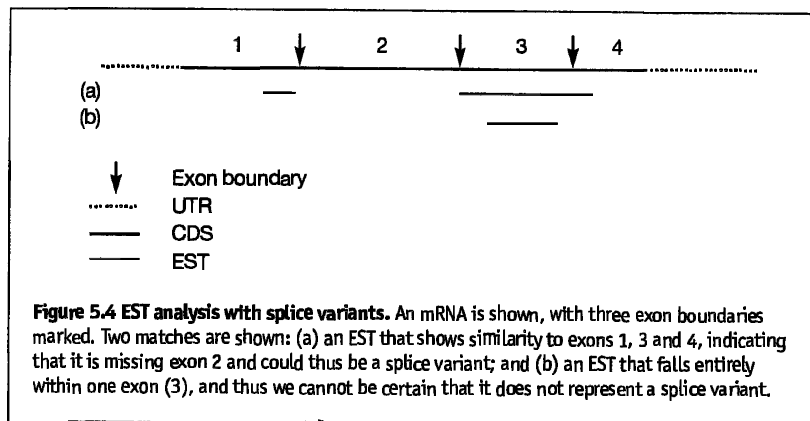 1 2 3 4
(a)
(b)
Exon boundary
UTR
CDS
EST
Figure 5.4 EST analysis with splice variants. An mRNA is shown, with three exon boundaries
marked. Two matches are shown: (a) an EST that shows similarity to exons 1, 3 and 4, indicating
that it is missing exon 2 and could thus be a splice variant; and (b) an EST that falls entirely
within one exon (3), and thus we cannot be certain that it does not represent a splice variant.